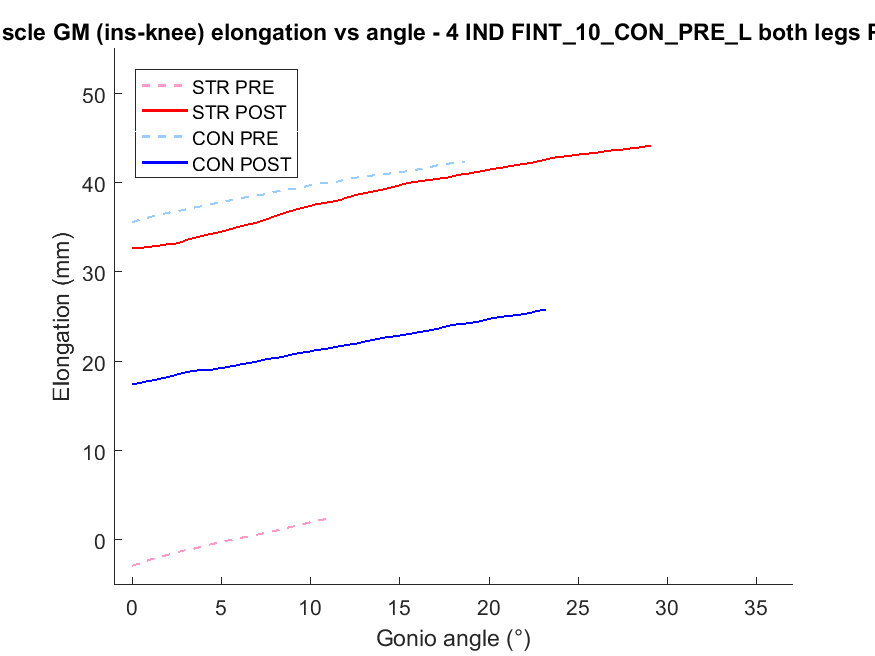 scle GM (ins-knee) elongation vs angle - 4 IND FINT_10_CON_PRE_L both legs P
STR PRE
STR POST
CON PRE
CON POST
50
40
30
20
10
0
Elongation (mm)
0 5 10 15 20 25 30 35
Gonio angle (°)